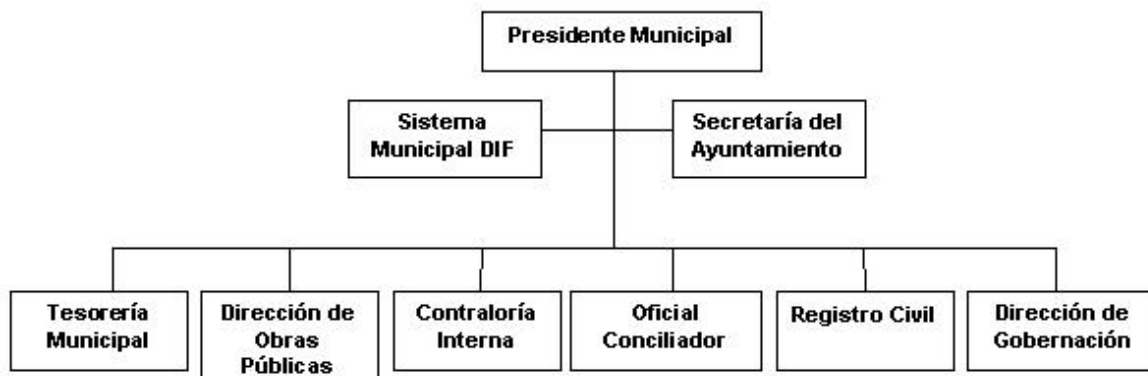 Presidente Municipal
Sistema
Municipal DIF
Secretaría del
Ayuntamiento
Tesorería
Municipal
Dirección de
Obras
Públicas
Contraloría
Interna
Oficial
Conciliador
Registro Civil
Dirección de
Gobernación